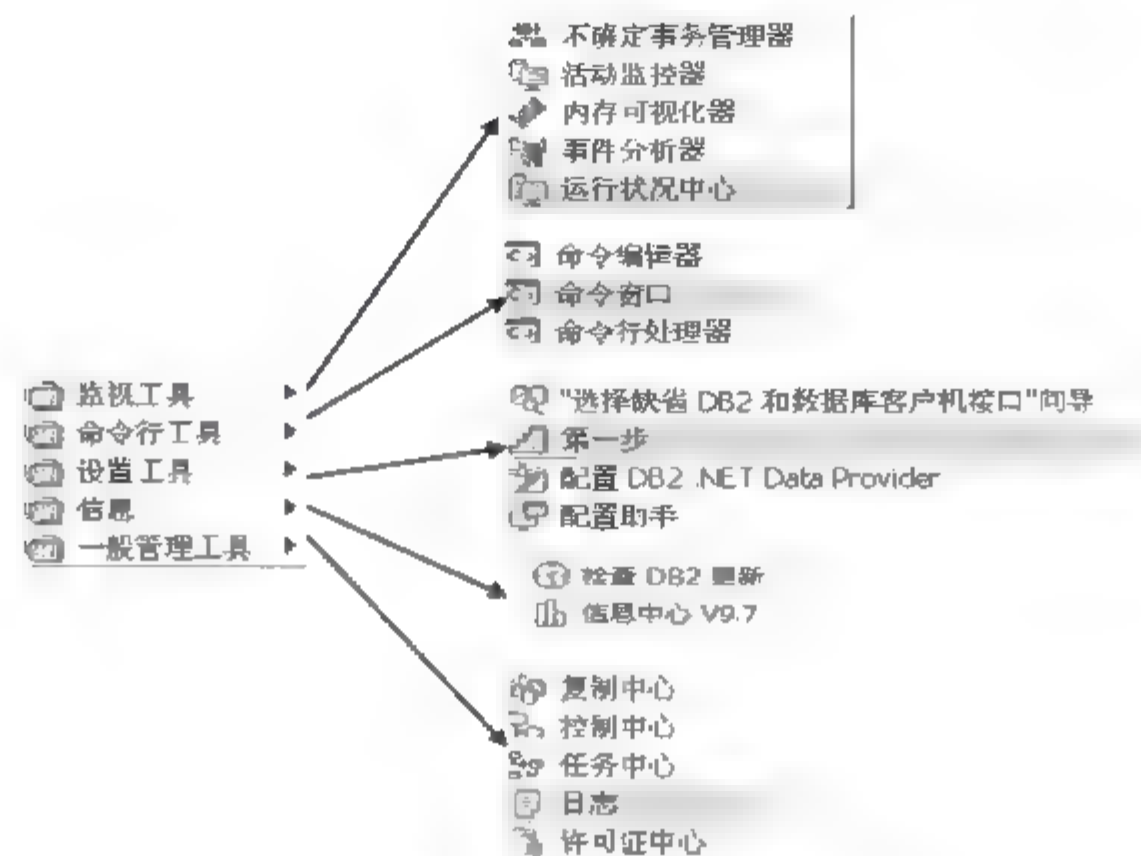 不确定事务管理器
活动监控器
内存可视化器
事件分析器
运行状况中心
命令编辑器
命令窗口
命令行处理器
监视工具
命令行工具
设置工具
信息
一般管理工具
"选择缺省 DB2 和数据库客户机接口"向导
第一步
配置 DB2 .NET Data Provider
配置助手
检查 DB2 更新
信息中心 V9.7
复制中心
控制中心
任务中心
日志
许可证中心